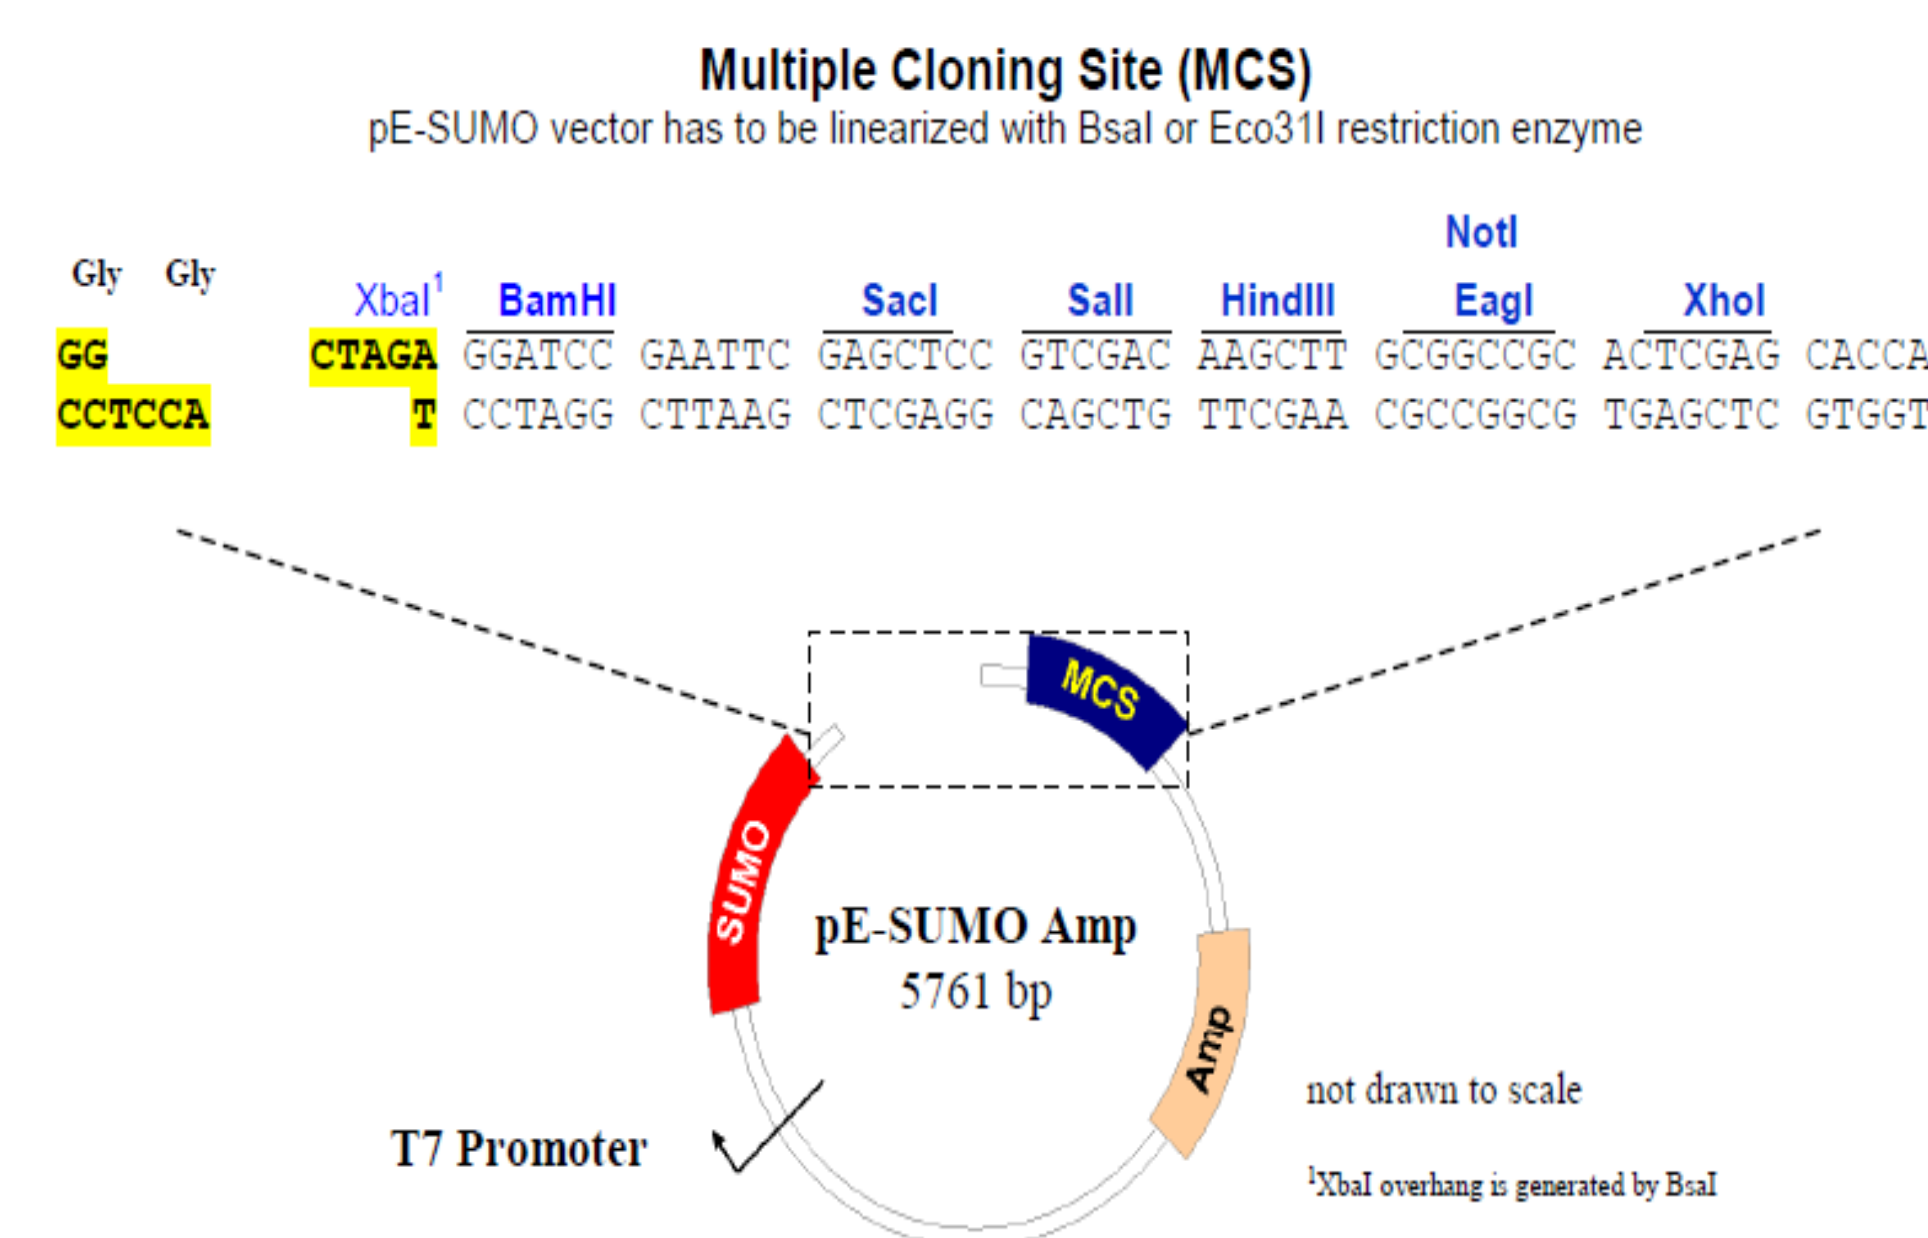 Multiple Cloning Site (MCS)
pE-SUMO vector has to be linearized with BsaI or Eco31I restriction enzyme
NotI
Gly Gly
XbaI¹ BamHI SacI SalI HindIII EagI XhoI
GG CTAGA GGATCC GAATTC GAGCTCC GTCGAC AAGCTT GCGGCCGC ACTCGAG CACCA
CCTCCA T CCTAGG CTTAAG CTCGAGG CAGCTG TTCGAA CGCCGGCG TGAGCTC GTGGT
MCS
SUMO
pE-SUMO Amp
5761 bp
Amp
T7 Promoter
not drawn to scale
¹XbaI overhang is generated by BsaI